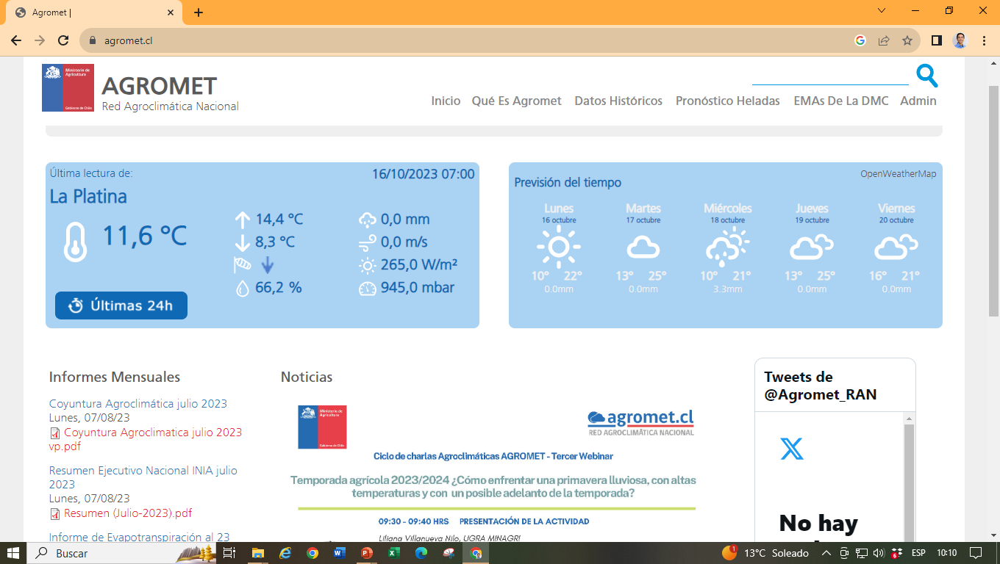 Agromet |
agromet.cl
Ministerio de
Agricultura
Gobierno de Chile
AGROMET
Red Agroclimática Nacional
Inicio Qué Es Agromet Datos Históricos Pronóstico Heladas EMAs De La DMC Admin
Última lectura de:
16/10/2023 07:00
La Platina
11,6 °C
14,4 °C
8,3 °C
66,2 %
0,0 mm
0,0 m/s
265,0 W/m²
945,0 mbar
Últimas 24h
OpenWeatherMap
Previsión del tiempo
Lunes Martes Miércoles Jueves Viernes
16 octubre 17 octubre 18 octubre 19 octubre 20 octubre
10° 22° 13° 25° 10° 21° 13° 25° 16° 21°
0.0mm 0.0mm 3.3mm 0.0mm 0.0mm
Informes Mensuales
Coyuntura Agroclimática julio 2023
Lunes, 07/08/23
Coyuntura Agroclimatica julio 2023
vp.pdf
Resumen Ejecutivo Nacional INIA julio
2023
Lunes, 07/08/23
Resumen (Julio-2023).pdf
Informe de Evapotranspiración al 23
Noticias
Ministerio de
Agricultura
Gobierno de Chile
agromet.cl
RED AGROCLIMÁTICA NACIONAL
Ciclo de charlas Agroclimáticas AGROMET - Tercer Webinar
Temporada agrícola 2023/2024 ¿Cómo enfrentar una primavera lluviosa, con altas
temperaturas y con un posible adelanto de la temporada?
09:30 - 09:40 HRS PRESENTACIÓN DE LA ACTIVIDAD
Liliana Villanueva Nilo, UGRA MINAGRI
Tweets de
@Agromet_RAN
No hay
Buscar
1
13°C Soleado
6
ESP
10:10